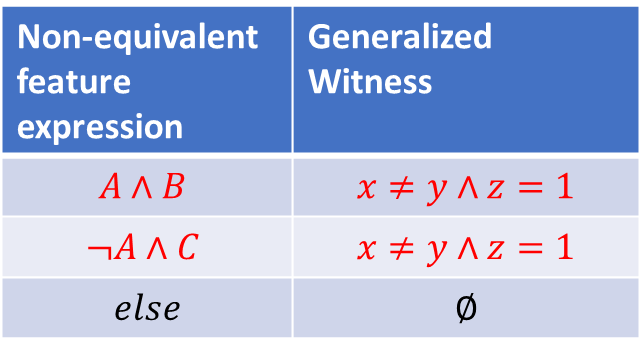 Non-equivalent
feature
expression
Generalized
Witness
A ∧ B
x ≠ y ∧ z = 1
¬A ∧ C
x ≠ y ∧ z = 1
else
∅